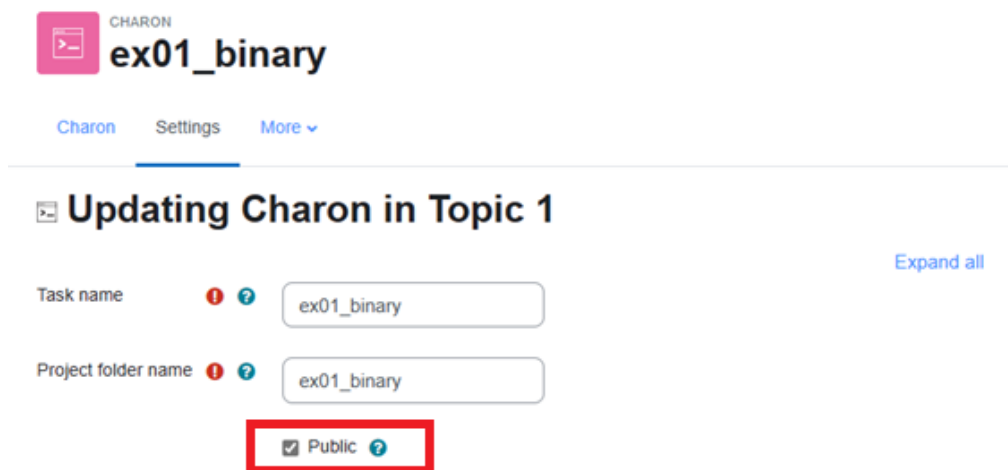 CHARON
ex01_binary
Charon Settings More
Updating Charon in Topic 1
Expand all
Task name ex01_binary
Project folder name ex01_binary
Public